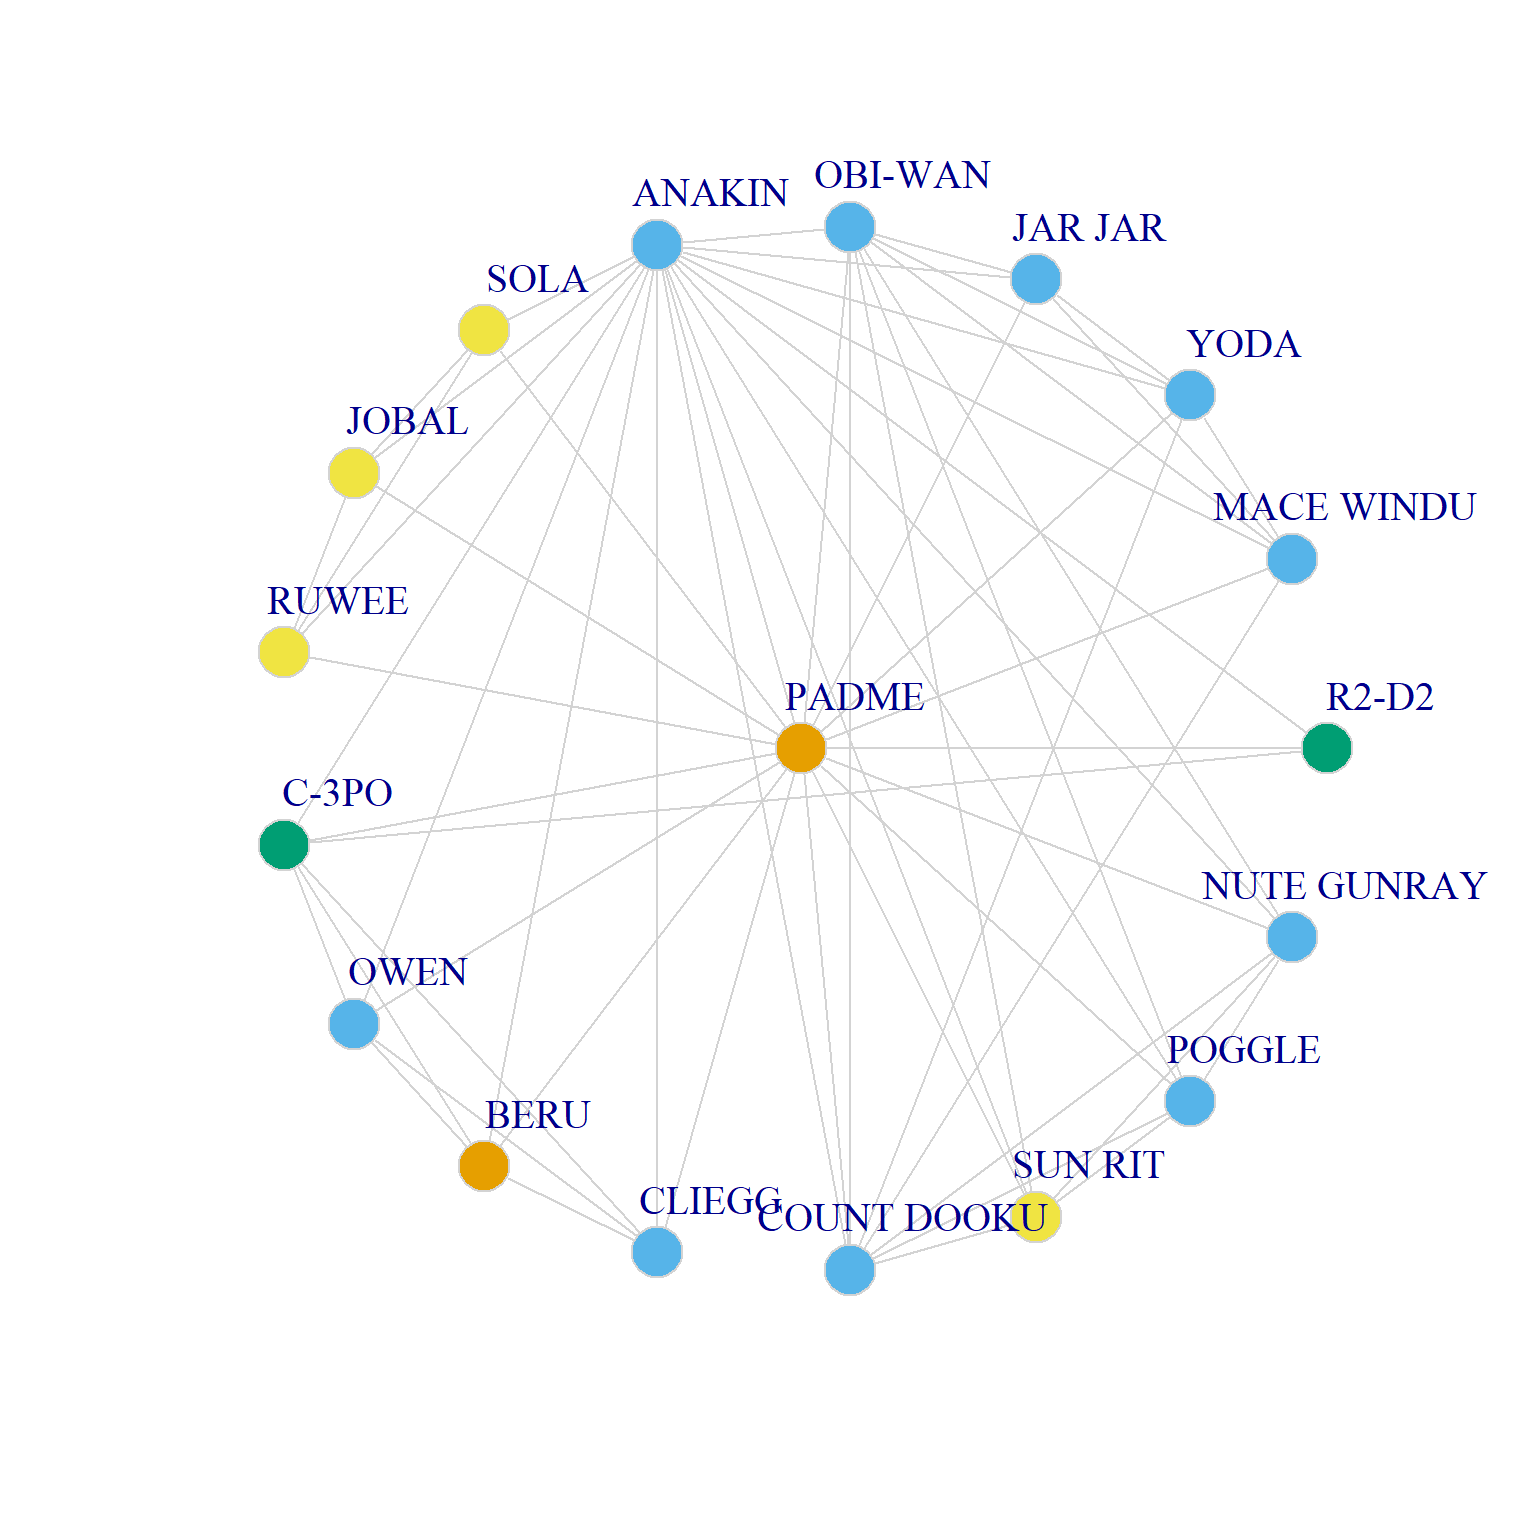 OBI-WAN
ANAKIN
JAR JAR
SOLA
YODA
JOBAL
MACE WINDU
RUWEE
PADME
R2-D2
C-3PO
NUTE GUNRAY
OWEN
POGGLE
BERU
SUN RIT
CLIEGG
COUNT DOOKU